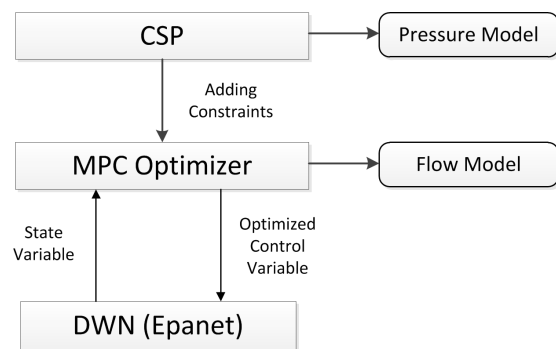 CSP
Pressure Model
Adding
Constraints
MPC Optimizer
Flow Model
State
Variable
Optimized
Control
Variable
DWN (Epanet)